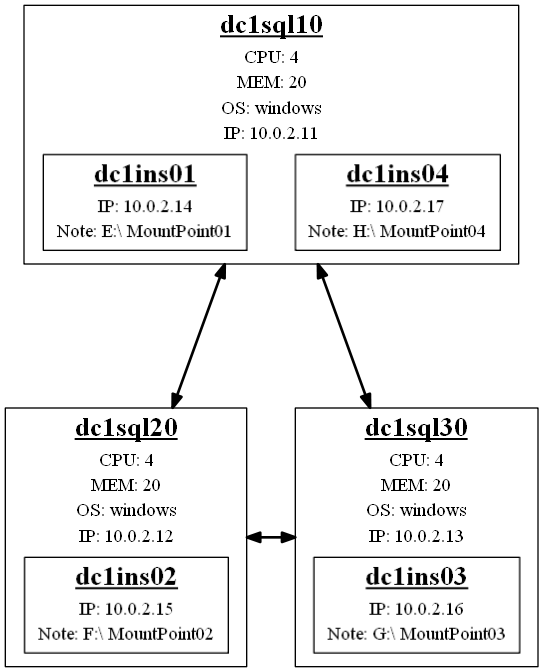 dc1sql10
CPU: 4
MEM: 20
OS: windows
IP: 10.0.2.11
dc1ins01
IP: 10.0.2.14
Note: E:\ MountPoint01
dc1ins04
IP: 10.0.2.17
Note: H:\ MountPoint04
dc1sql20
CPU: 4
MEM: 20
OS: windows
IP: 10.0.2.12
dc1ins02
IP: 10.0.2.15
Note: F:\ MountPoint02
dc1sql30
CPU: 4
MEM: 20
OS: windows
IP: 10.0.2.13
dc1ins03
IP: 10.0.2.16
Note: G:\ MountPoint03